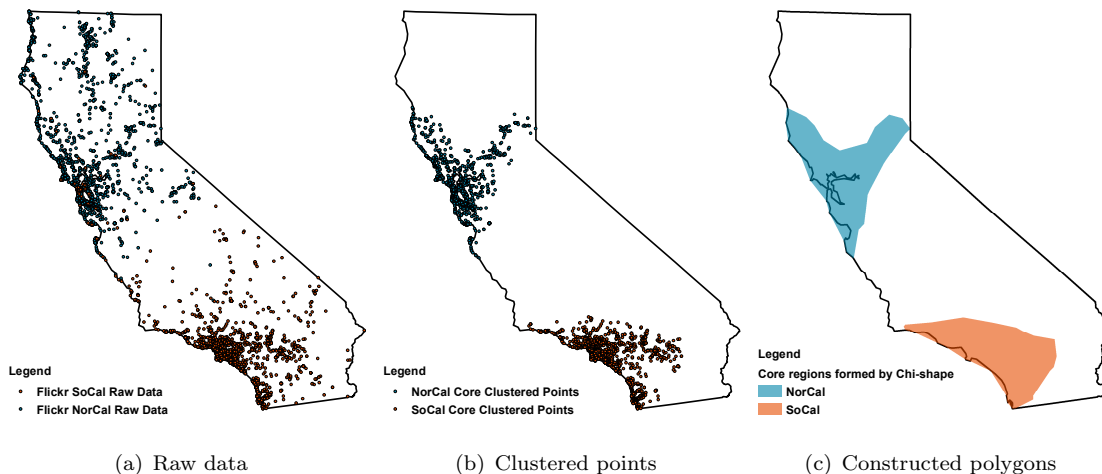 Legend
Flickr SoCal Raw Data
Flickr NorCal Raw Data
(a) Raw data
Legend
NorCal Core Clustered Points
SoCal Core Clustered Points
(b) Clustered points
Legend
Core regions formed by Chi-shape
NorCal
SoCal
(c) Constructed polygons